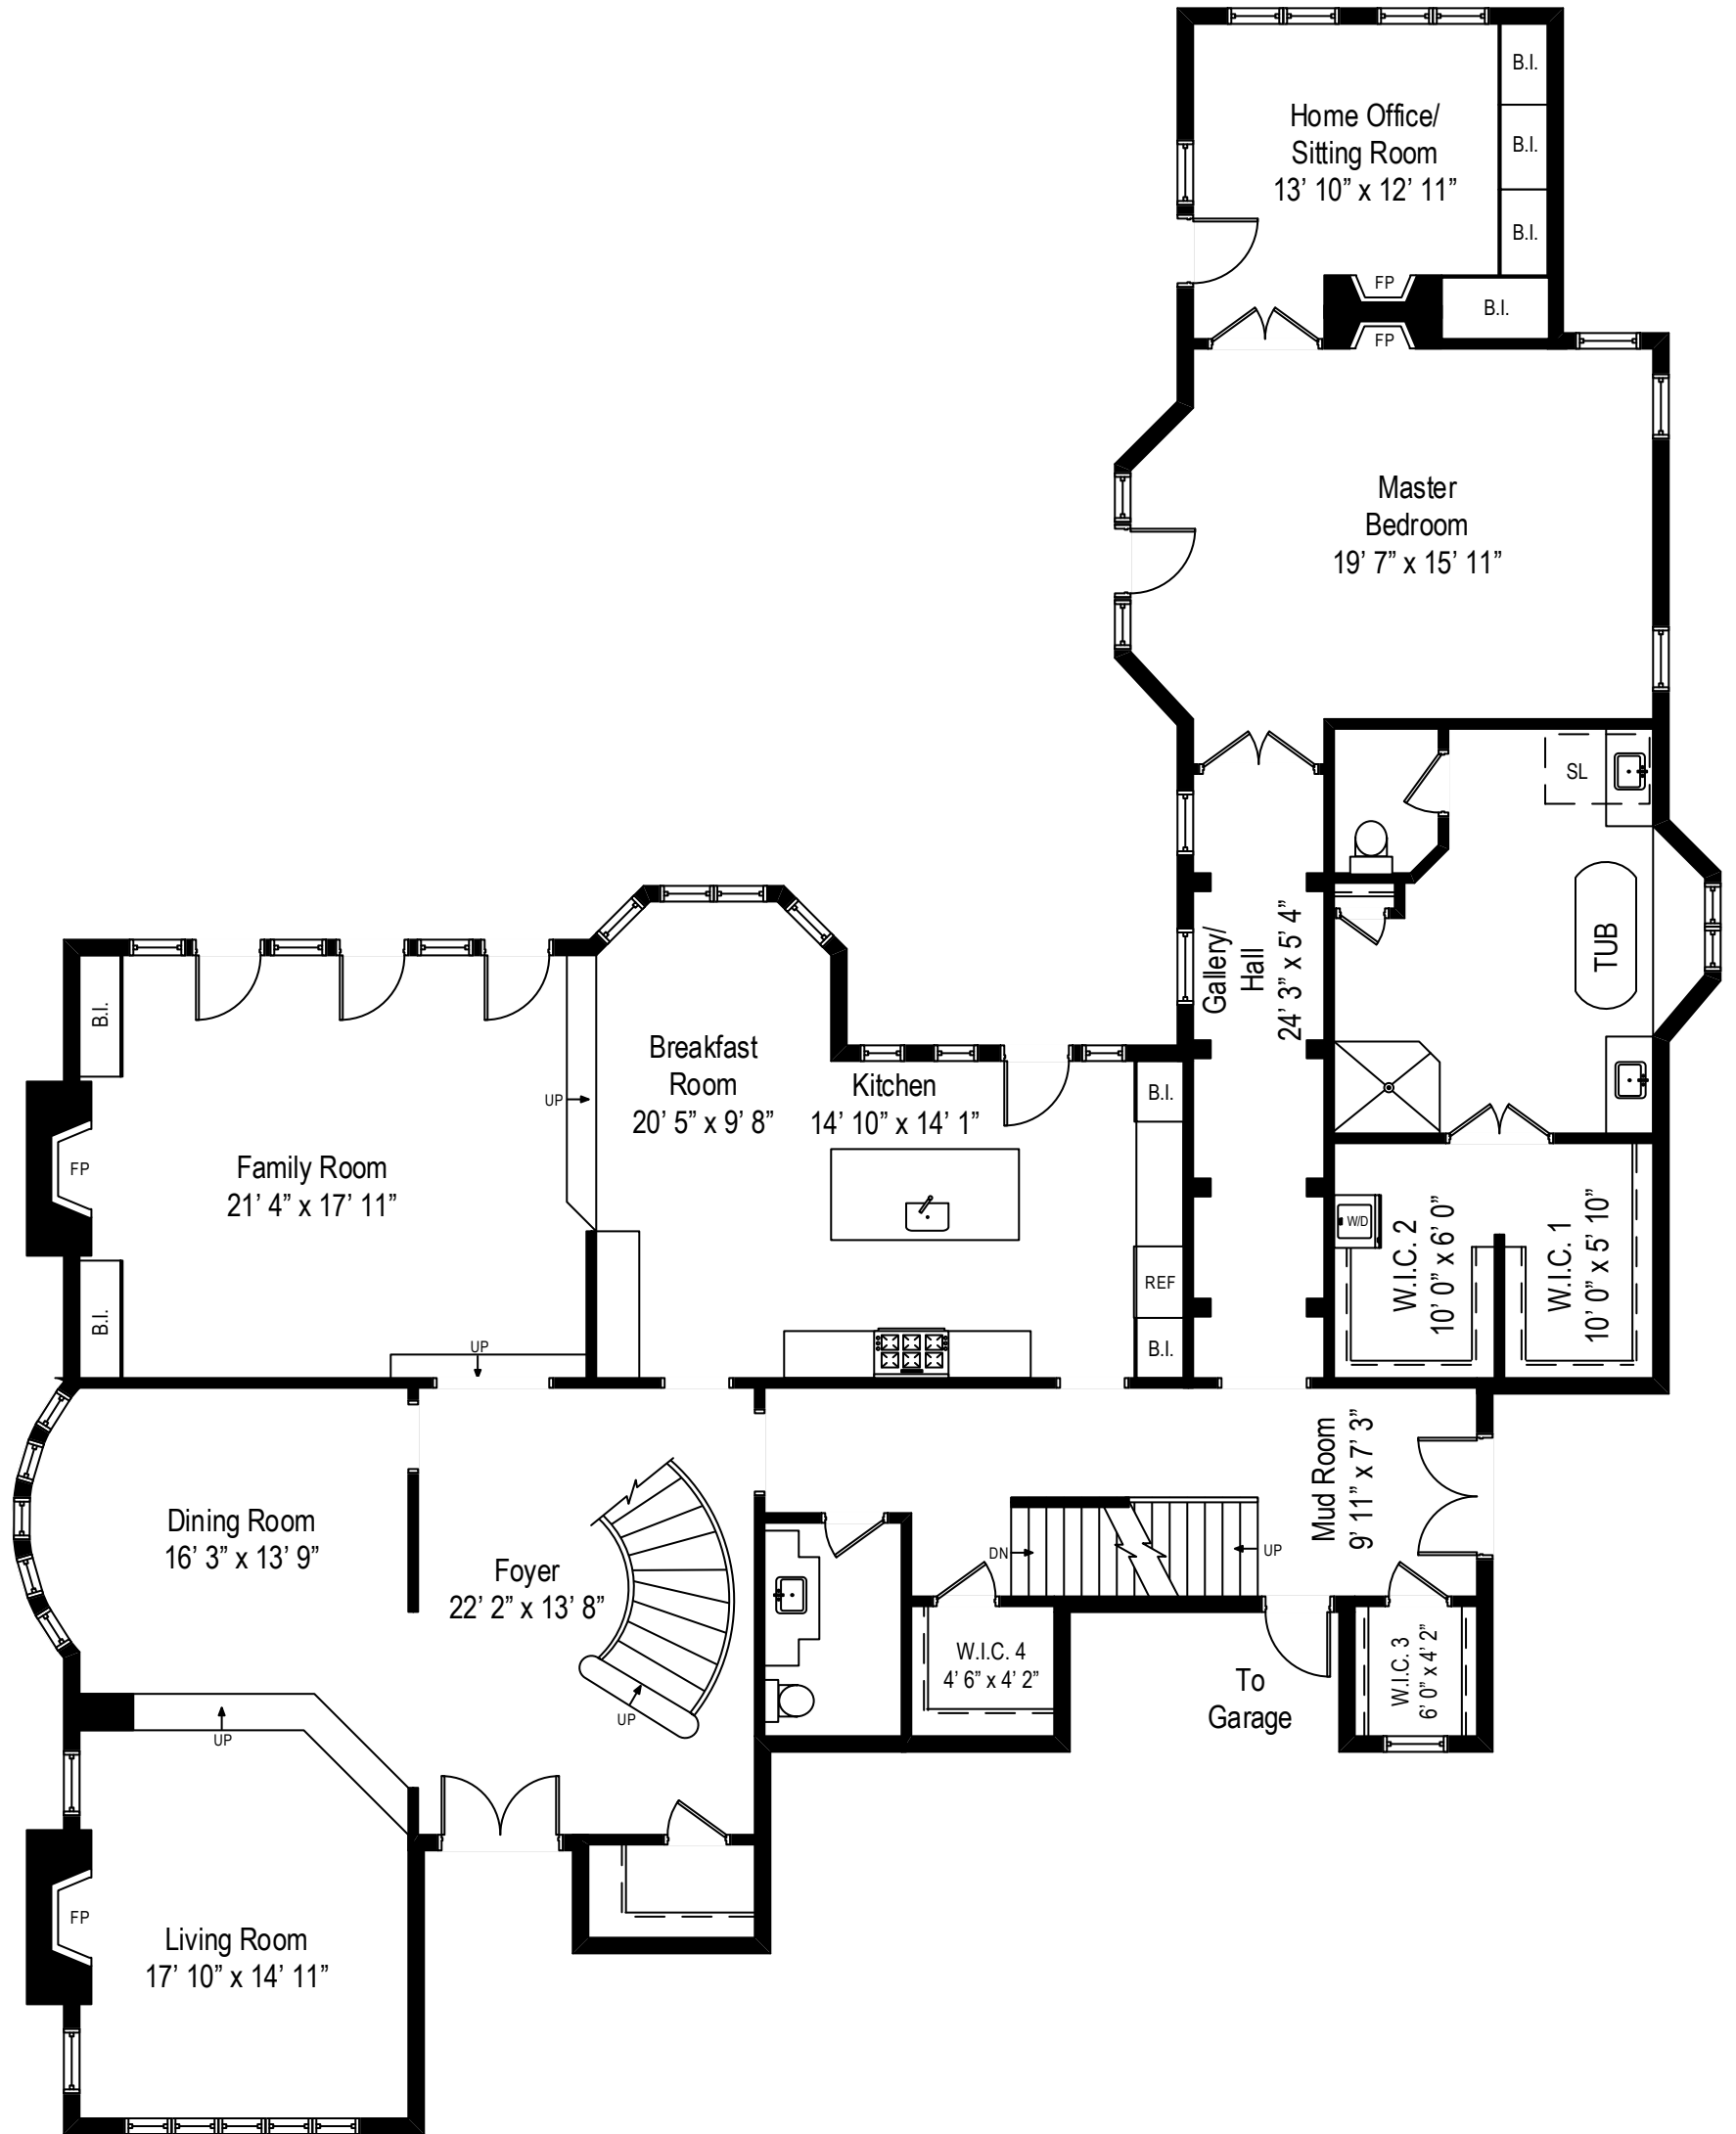 B.I.
Home Office/
Sitting Room
13’ 10” x 12’ 11”
B.I.
B.I.
FP
B.I.
FP
Master
Bedroom
19’ 7” x 15’ 11”
SL
TUB
Gallery/
Hall
24’ 3” x 5’ 4”
B.I.
Breakfast
Room
20’ 5” x 9’ 8”
Kitchen
14’ 10” x 14’ 1”
B.I.
UP
FP
Family Room
21’ 4” x 17’ 11”
W/D
W.I.C. 2
10’ 0” x 6’ 0”
W.I.C. 1
10’ 0” x 5’ 10”
REF
B.I.
B.I.
UP
Mud Room
9’ 11” x 7’ 3”
Dining Room
16’ 3” x 13’ 9”
Foyer
22’ 2” x 13’ 8”
DN
UP
W.I.C. 4
4’ 6” x 4’ 2”
W.I.C. 3
6’ 0” x 4’ 2”
To
Garage
UP
UP
FP
Living Room
17’ 10” x 14’ 11”